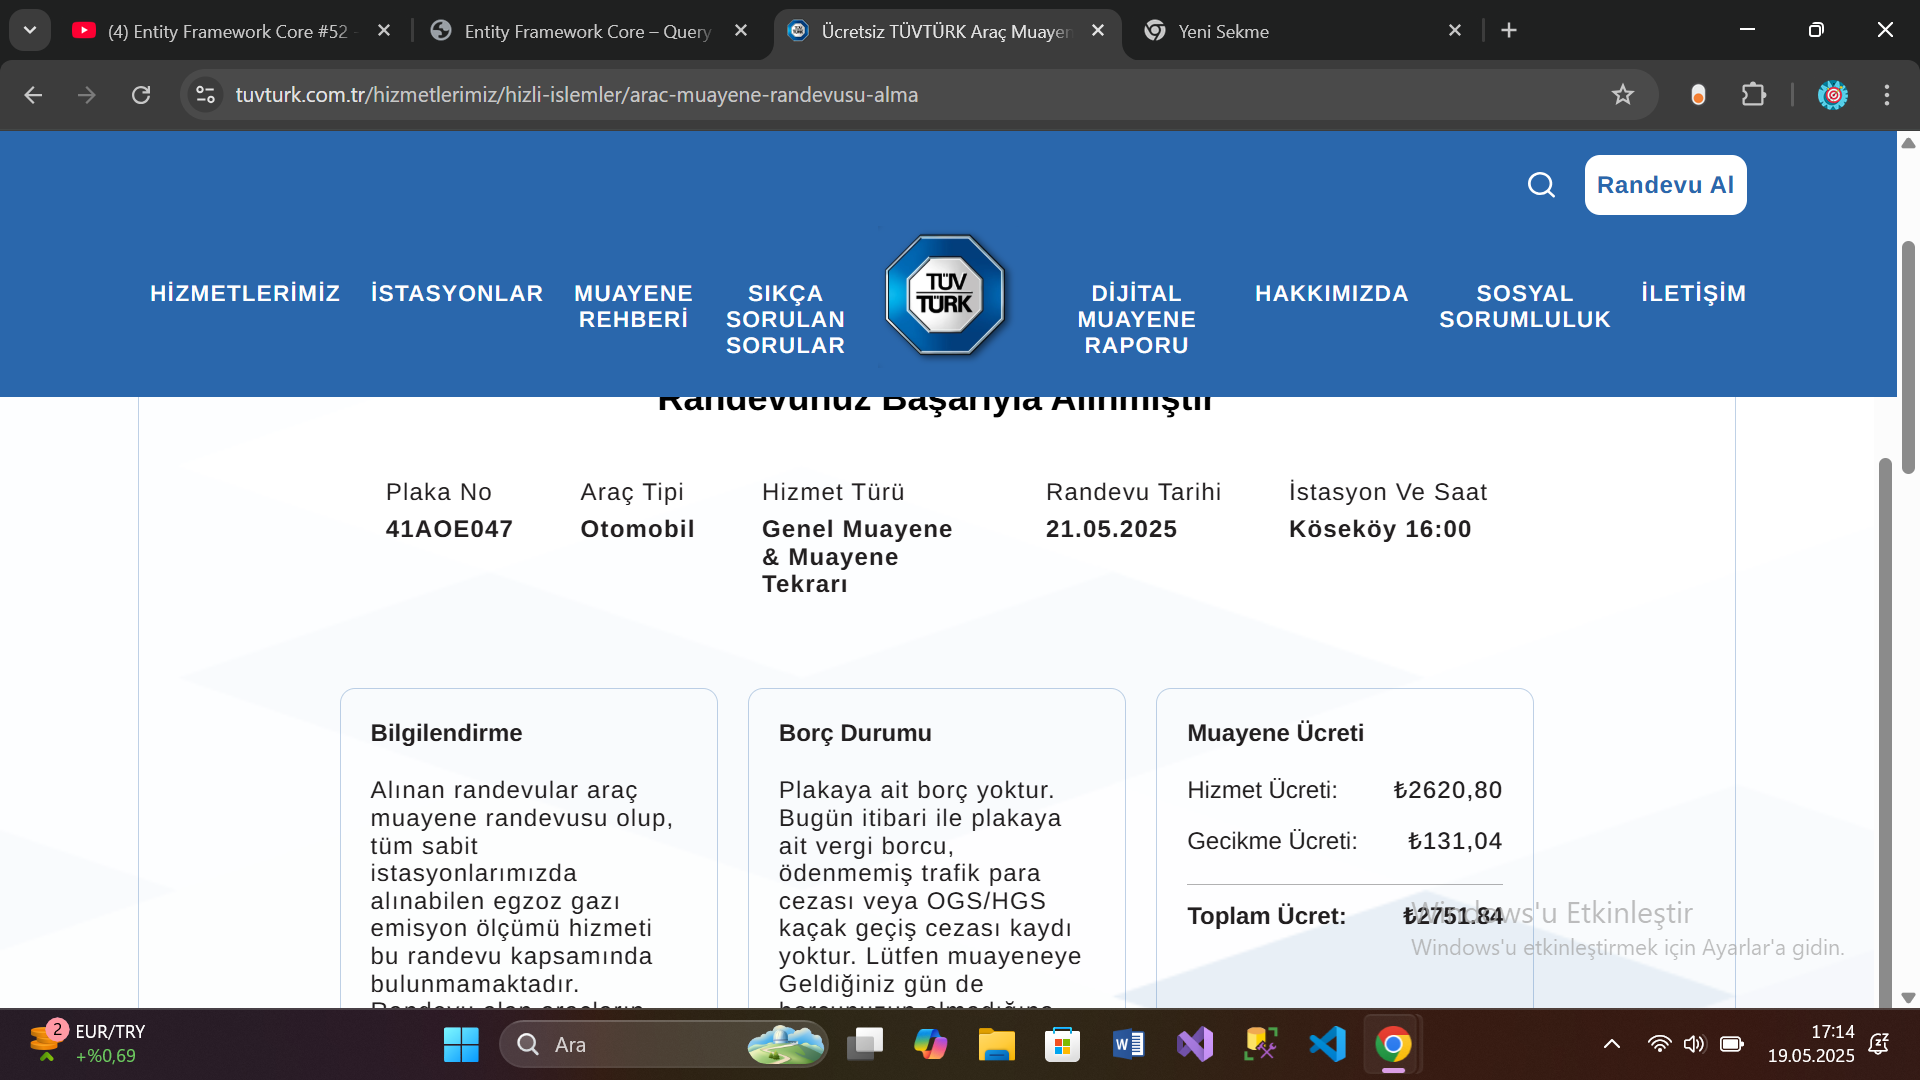 (4) Entity Framework Core #52 -
Entity Framework Core – Query
Ücretsiz TÜVTÜRK Araç Muayen
Yeni Sekme
tuvturk.com.tr/hizmetlerimiz/hizli-islemler/arac-muayene-randevusu-alma
Randevu Al
HİZMETLERİMİZ
İSTASYONLAR
MUAYENE
REHBERİ
SIKÇA
SORULAN
SORULAR
TÜV
TÜRK
DİJİTAL
MUAYENE
RAPORU
HAKKIMIZDA
SOSYAL
SORUMLULUK
İLETİŞİM
Randevunuz Başarıyla Alınmıştır
Plaka No
41AOE047
Araç Tipi
Otomobil
Hizmet Türü
Genel Muayene
& Muayene
Tekrarı
Randevu Tarihi
21.05.2025
İstasyon Ve Saat
Köseköy 16:00
Bilgilendirme
Alınan randevular araç
muayene randevusu olup,
tüm sabit
istasyonlarımızda
alınabilen egzoz gazı
emisyon ölçümü hizmeti
bu randevu kapsamında
bulunmamaktadır.
Randevu alan araçların
Borç Durumu
Plakaya ait borç yoktur.
Bugün itibari ile plakaya
ait vergi borcu,
ödenmemiş trafik para
cezası veya OGS/HGS
kaçak geçiş cezası kaydı
yoktur. Lütfen muayeneye
Geldiğiniz gün de
borcunuzun olmadığına
Muayene Ücreti
Hizmet Ücreti: ₺2620,80
Gecikme Ücreti: ₺131,04
Toplam Ücret: ₺2751.84
Windows'u Etkinleştir
Windows'u etkinleştirmek için Ayarlar'a gidin.
2
EUR/TRY
+%0,69
Ara
17:14
19.05.2025